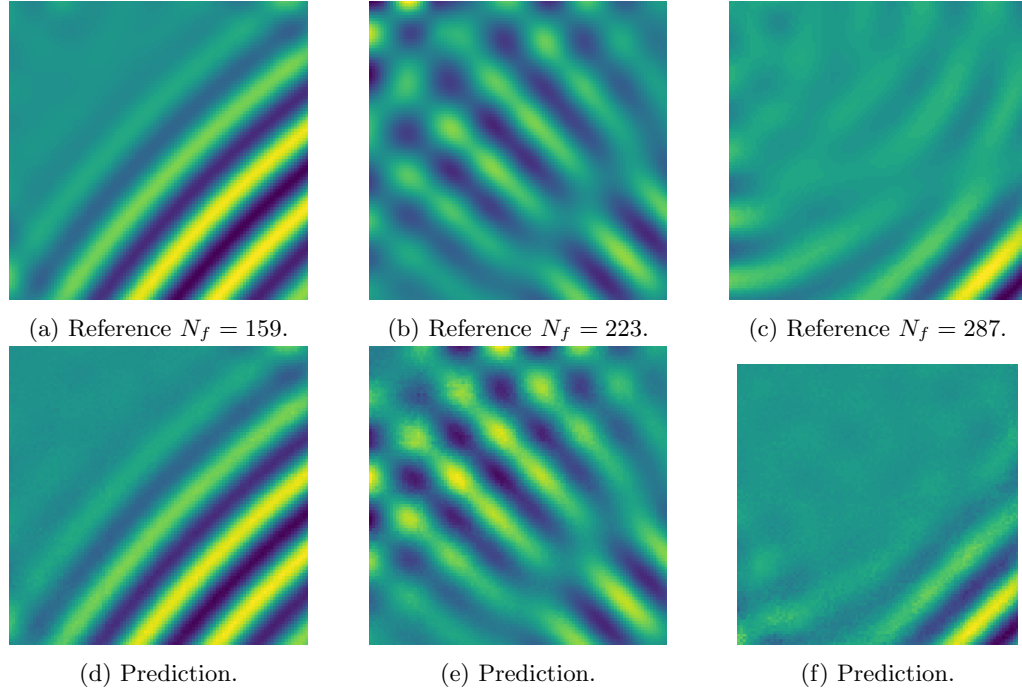 (a) Reference N_f = 159.
(b) Reference N_f = 223.
(c) Reference N_f = 287.
(d) Prediction.
(e) Prediction.
(f) Prediction.